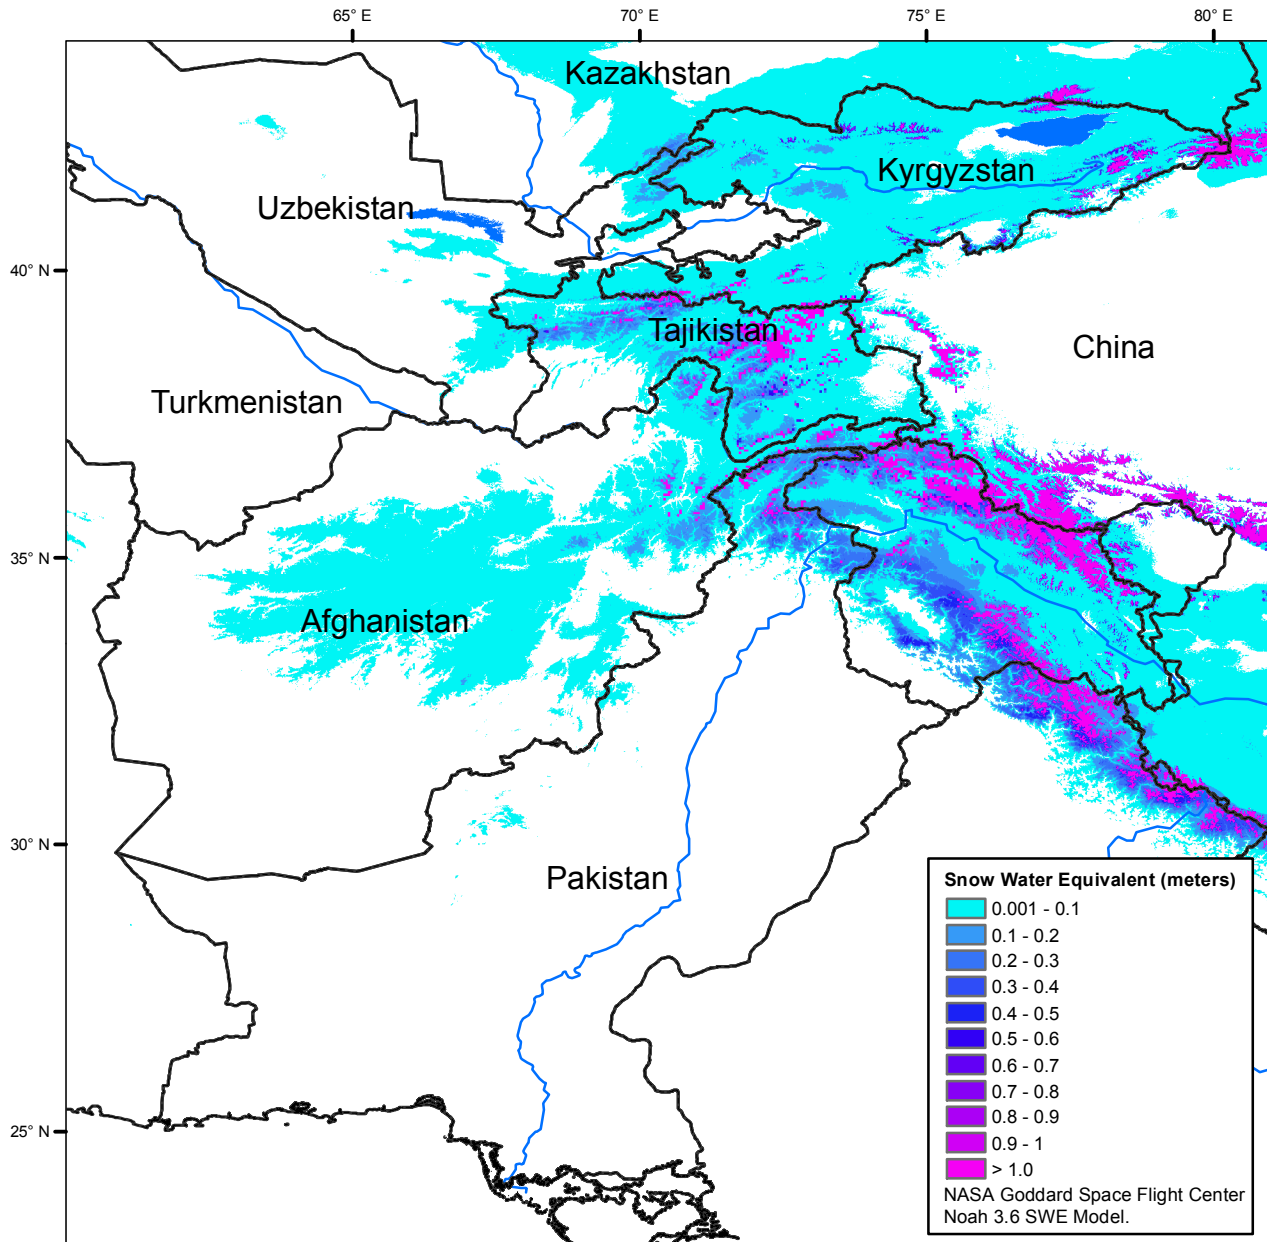 65° E
70° E
75° E
80° E
Kazakhstan
Kyrgyzstan
Uzbekistan
40° N
Tajikistan
China
Turkmenistan
35° N
Afghanistan
30° N
Pakistan
25° N
Snow Water Equivalent (meters)
0.001 - 0.1
0.1 - 0.2
0.2 - 0.3
0.3 - 0.4
0.4 - 0.5
0.5 - 0.6
0.6 - 0.7
0.7 - 0.8
0.8 - 0.9
0.9 - 1
> 1.0
NASA Goddard Space Flight Center
Noah 3.6 SWE Model.